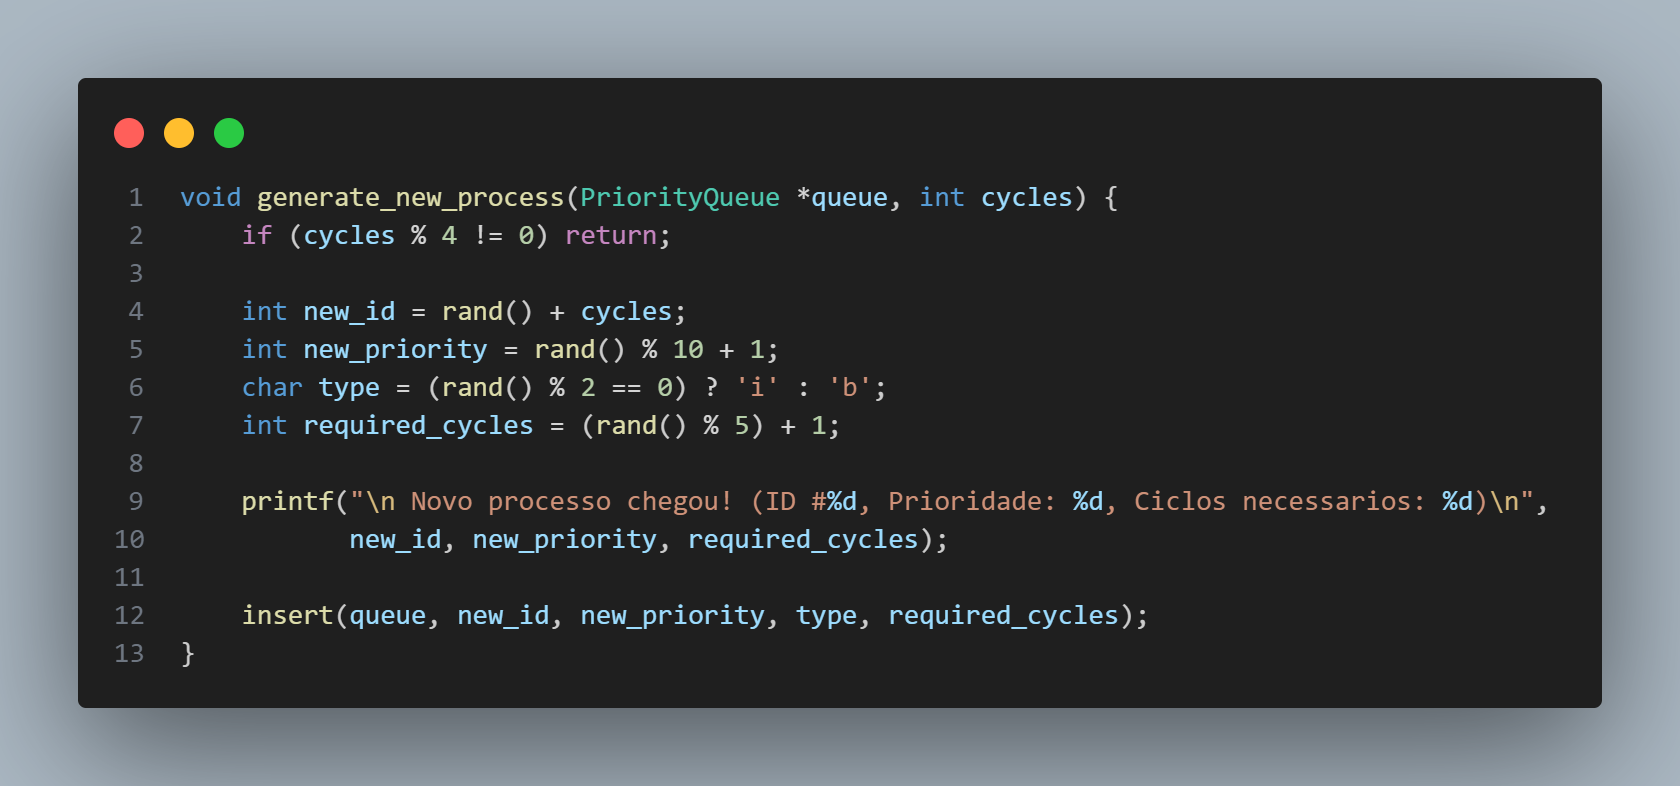 1 void generate_new_process(PriorityQueue *queue, int cycles) {
2     if (cycles % 4 != 0) return;
3
4     int new_id = rand() + cycles;
5     int new_priority = rand() % 10 + 1;
6     char type = (rand() % 2 == 0) ? 'i' : 'b';
7     int required_cycles = (rand() % 5) + 1;
8
9     printf("\n Novo processo chegou! (ID #%d, Prioridade: %d, Ciclos necessarios: %d)\n",
10            new_id, new_priority, required_cycles);
11
12     insert(queue, new_id, new_priority, type, required_cycles);
13 }